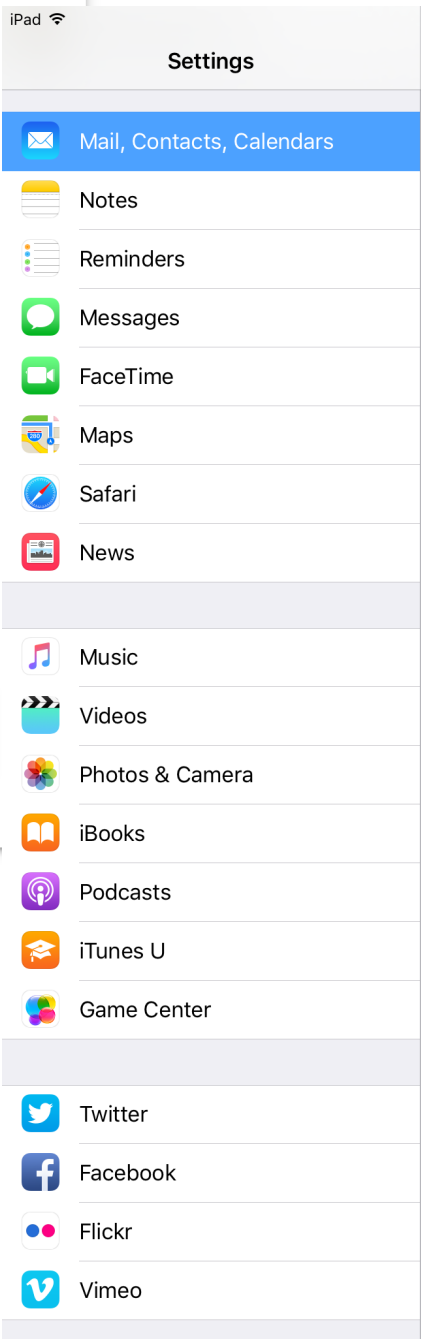 iPad
Settings
Mail, Contacts, Calendars
Notes
Reminders
Messages
FaceTime
Maps
Safari
News
Music
Videos
Photos & Camera
iBooks
Podcasts
iTunes U
Game Center
Twitter
Facebook
Flickr
Vimeo